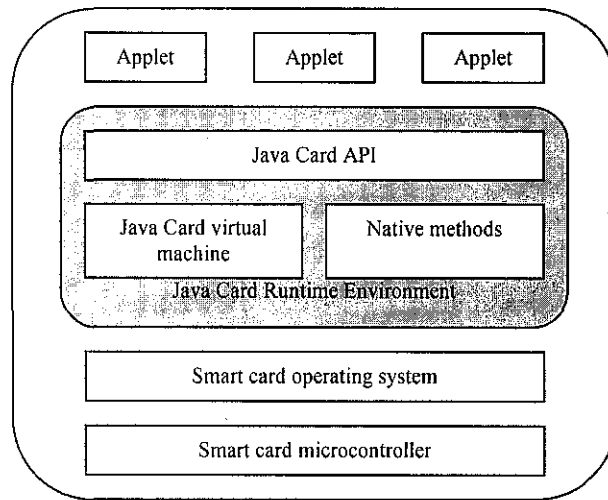 Applet Applet Applet
Java Card API
Java Card virtual
machine
Native methods
Java Card Runtime Environment
Smart card operating system
Smart card microcontroller